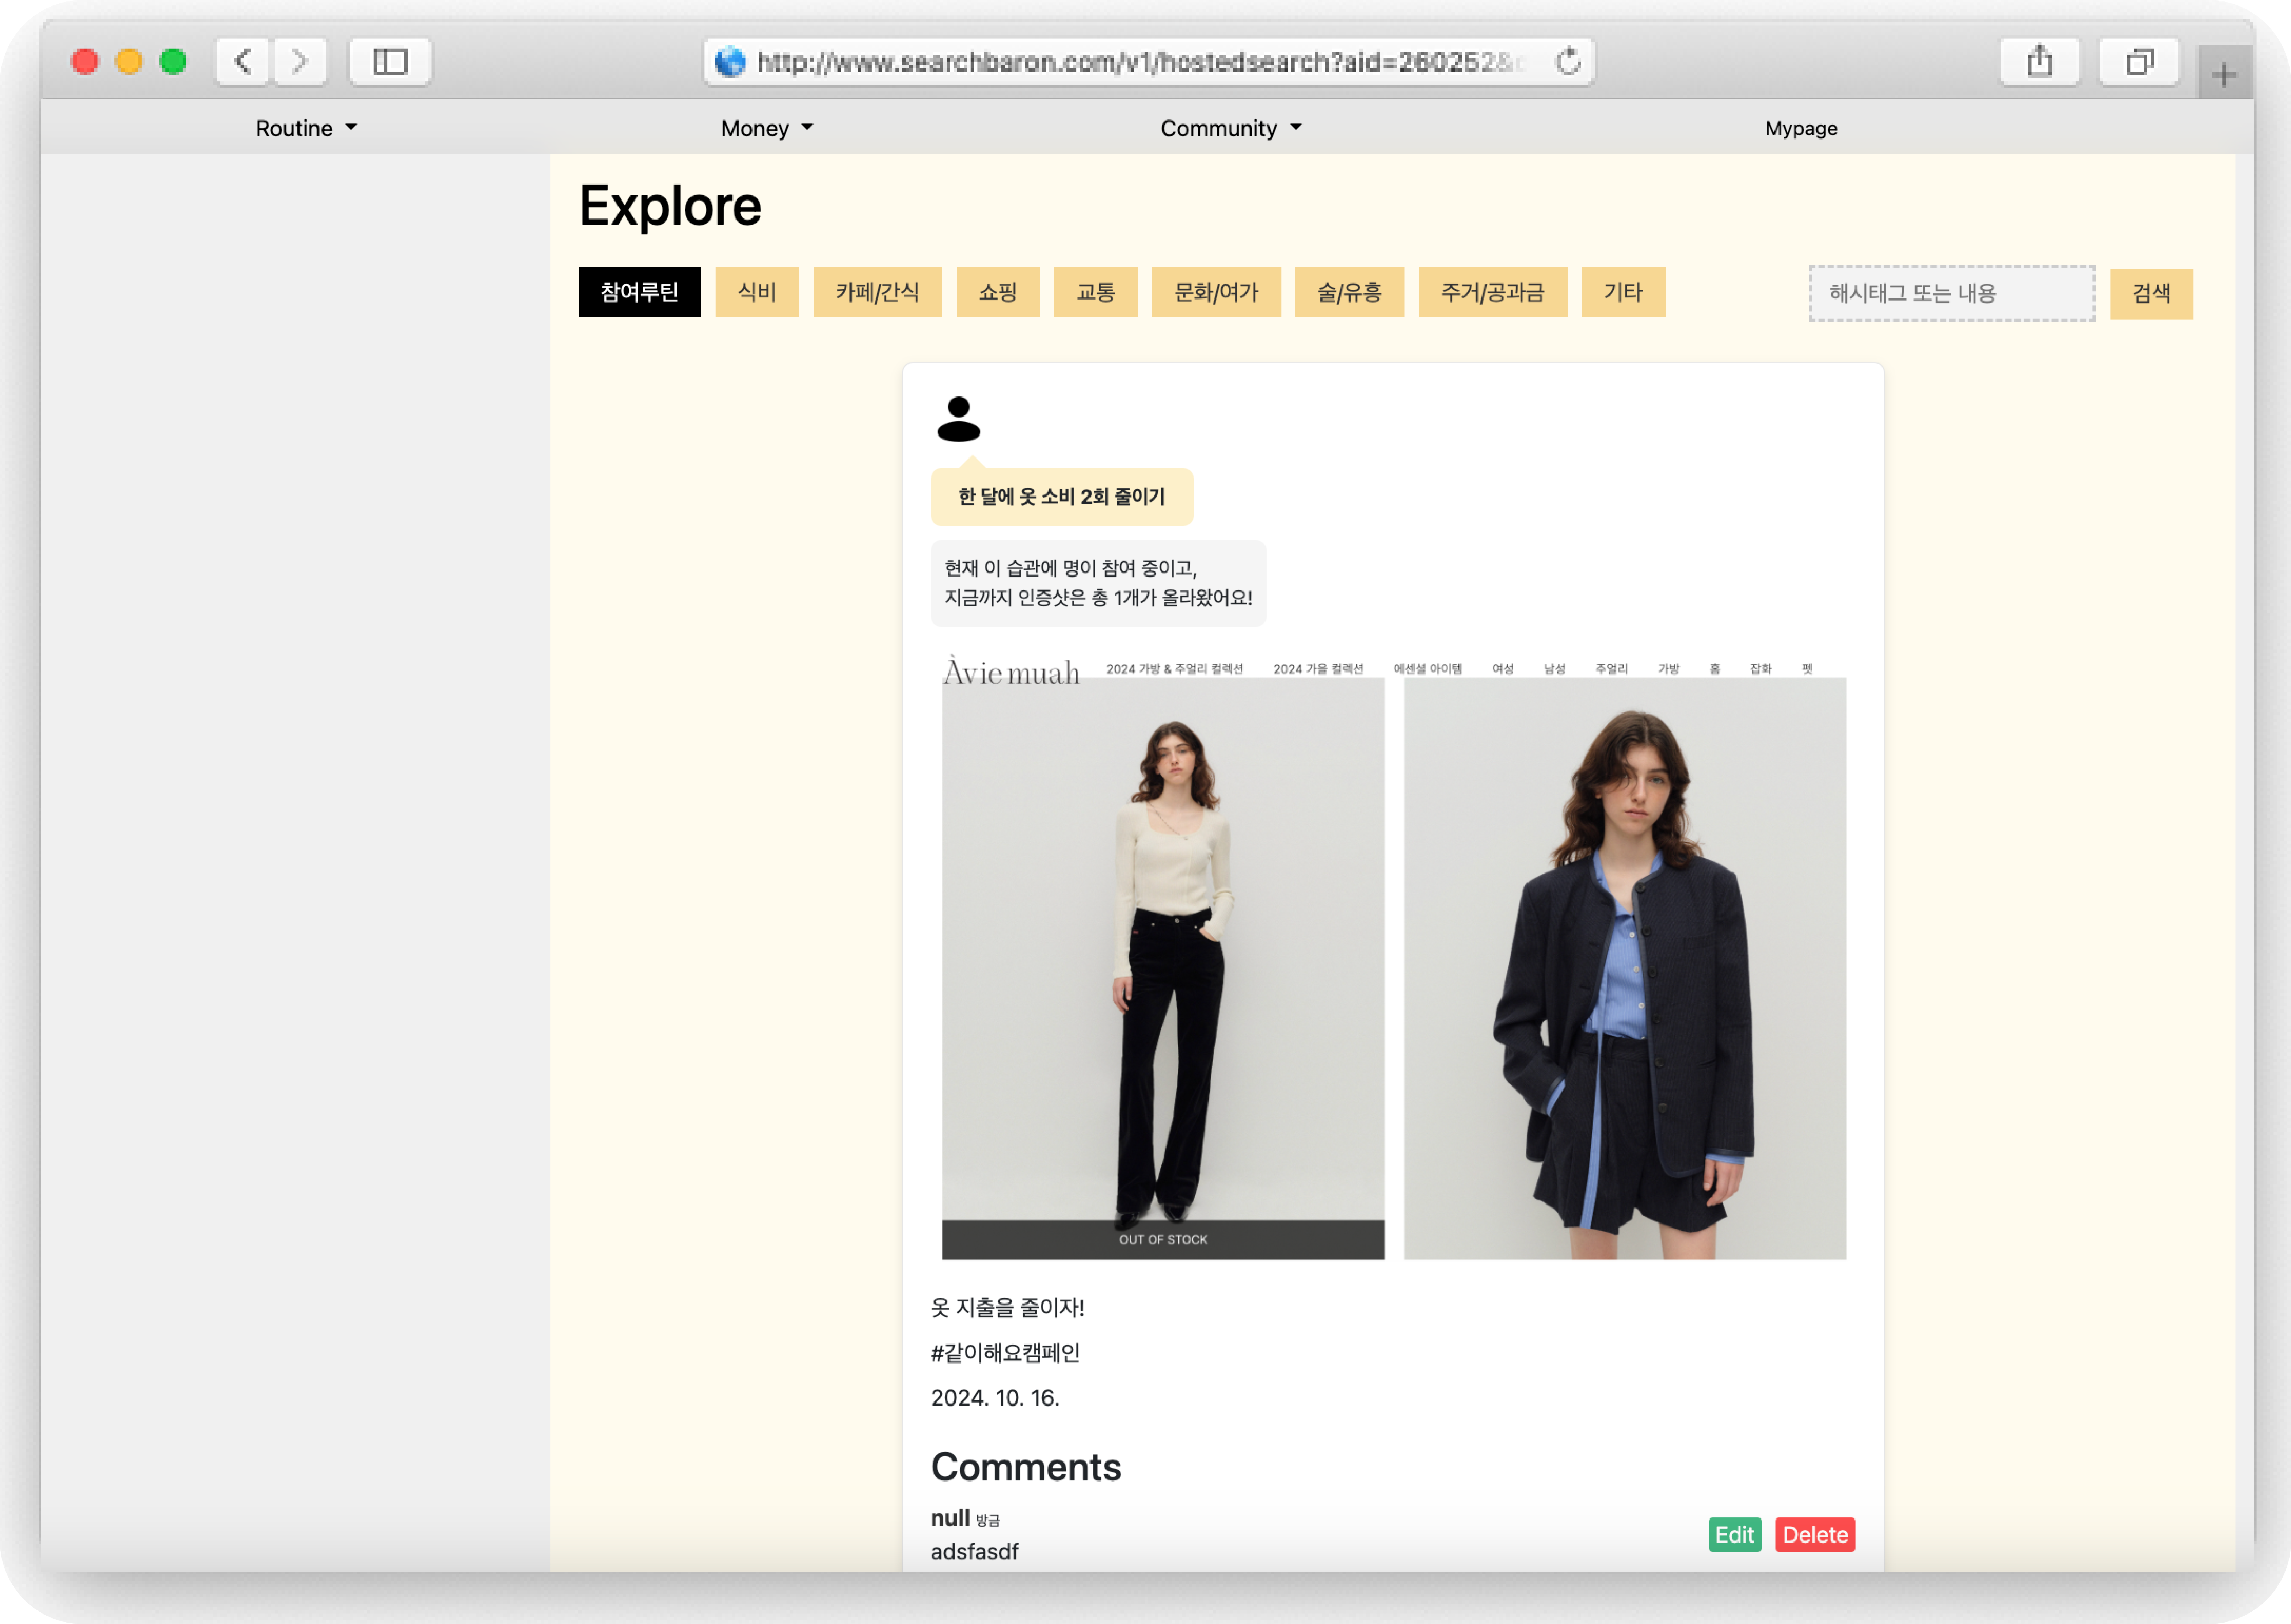 http://www.searchbaron.com/v1/hostedsearch?aid=260252&
Routine Money Community Mypage
Explore
참여루틴 식비 카페/간식 쇼핑 교통 문화/여가 술/유흥 주거/공과금 기타 해시태그 또는 내용 검색
한 달에 옷 소비 2회 줄이기
현재 이 습관에 명이 참여 중이고,
지금까지 인증샷은 총 1개가 올라왔어요!
Àvie muah 2024 가방 & 주얼리 컬렉션 2024 가을 컬렉션 에센셜 아이템 여성 남성 주얼리 가방 홈 잡화 펫
OUT OF STOCK
옷 지출을 줄이자!
#같이해요캠페인
2024. 10. 16.
Comments
null 방금
adsfasdf
Edit Delete